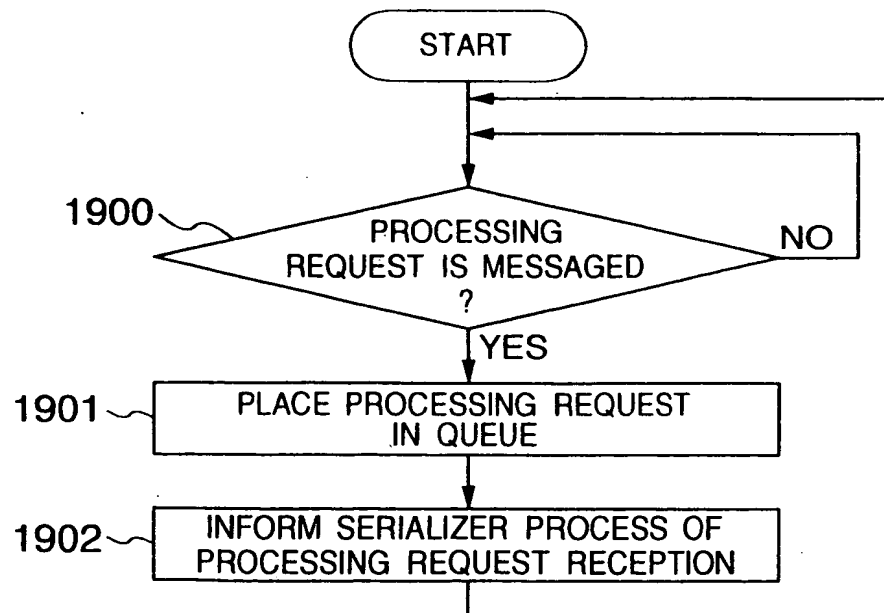 START
1900
PROCESSING
REQUEST IS MESSAGED
?
NO
YES
1901
PLACE PROCESSING REQUEST
IN QUEUE
1902
INFORM SERIALIZER PROCESS OF
PROCESSING REQUEST RECEPTION